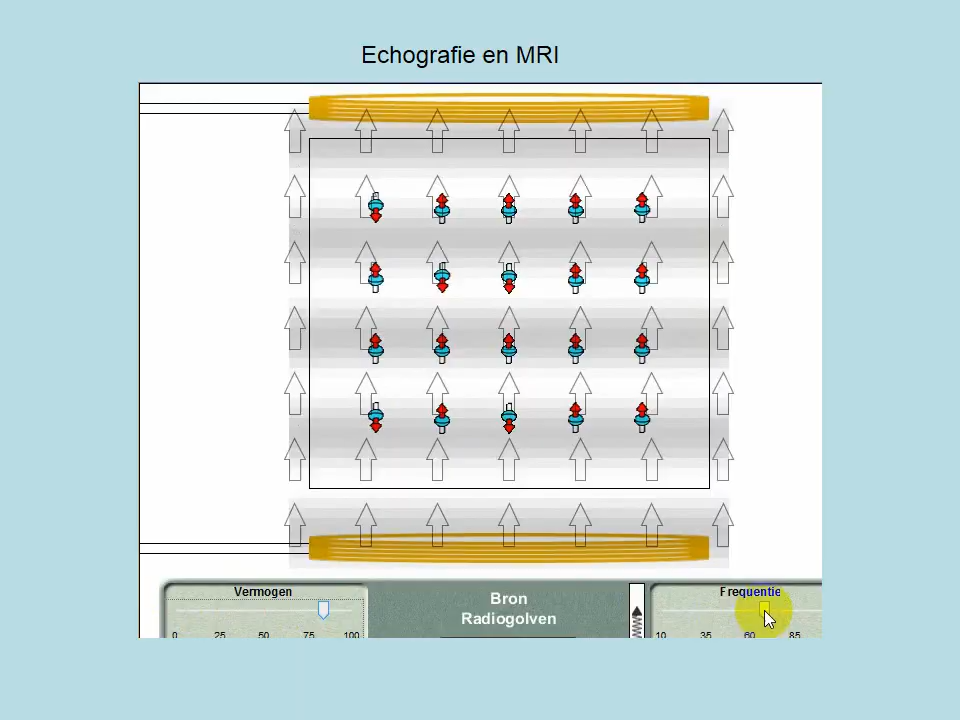 Echografie en MRI
Vermogen
0 25 50 75 100
Bron
Radiogolven
Frequentie
10 35 60 85